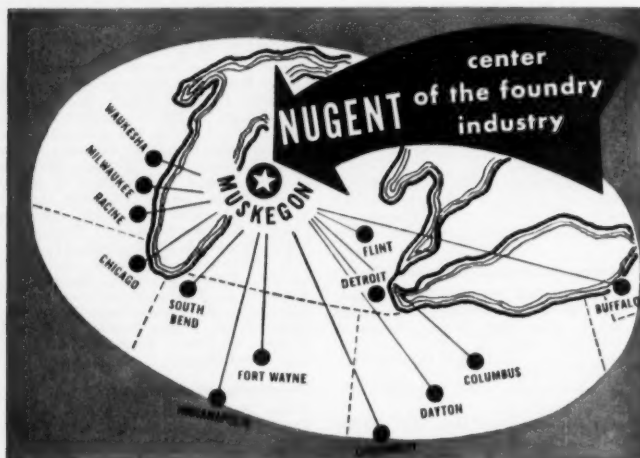 center
of the foundry
industry
NUGENT
MUSKEGON
WAUKESHA
MILWAUKEE
RACINE
CHICAGO
SOUTH
BEND
FORT WAYNE
INDIANAPOLIS
FLINT
DETROIT
BUFFALO
COLUMBUS
DAYTON